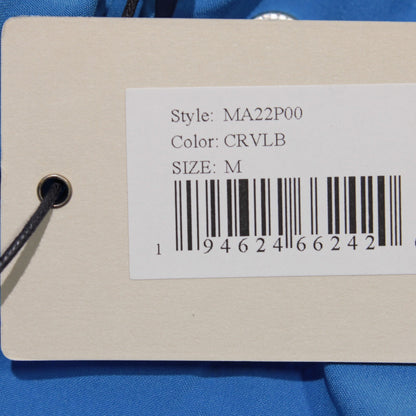 Style: MA22P00
Color: CRVLB
SIZE: M
1 94624 66242